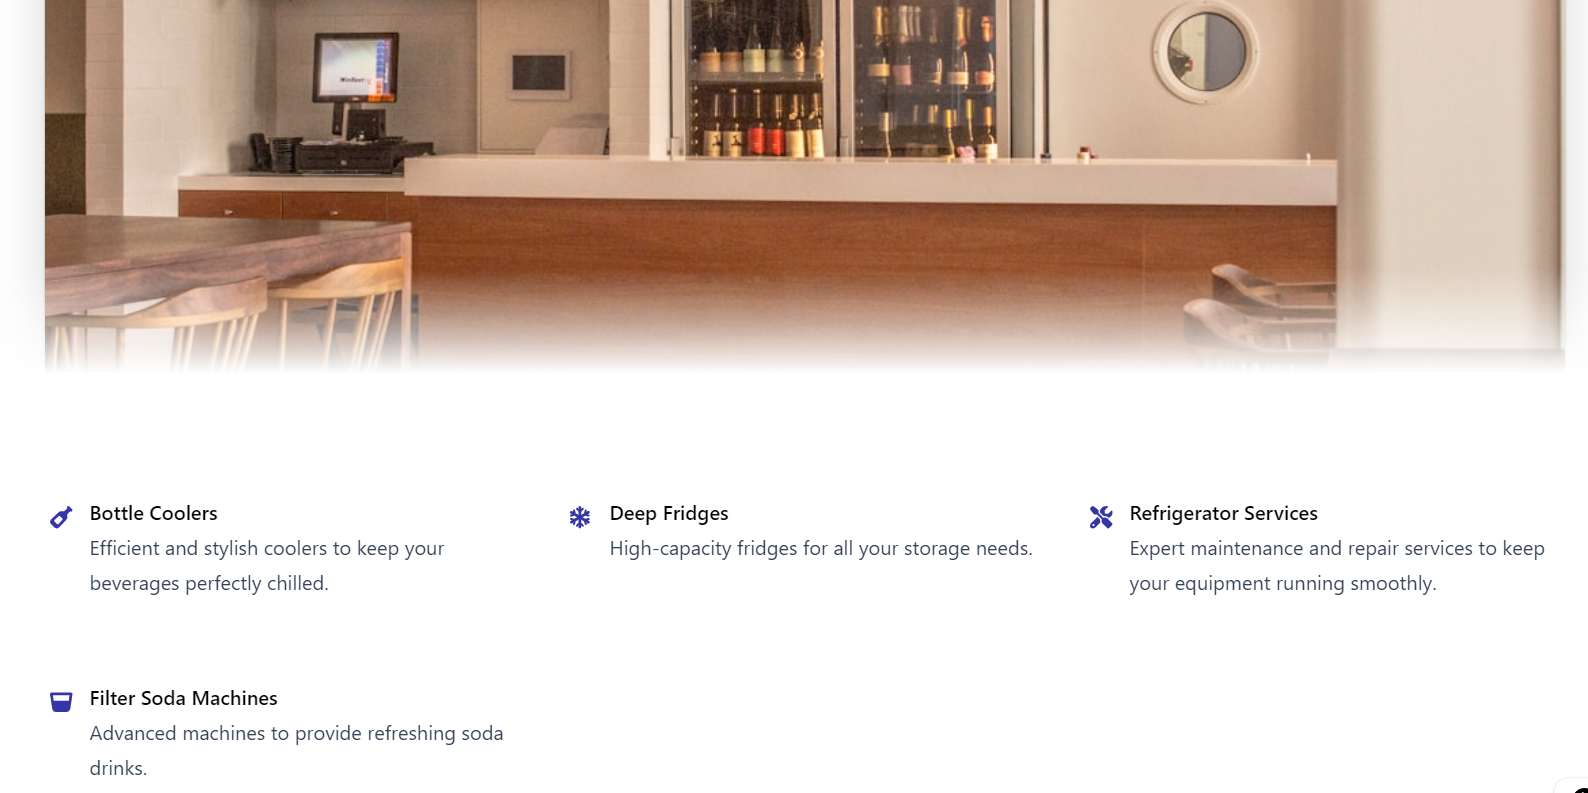 WinRest
Bottle Coolers
Efficient and stylish coolers to keep your
beverages perfectly chilled.
Deep Fridges
High-capacity fridges for all your storage needs.
Refrigerator Services
Expert maintenance and repair services to keep
your equipment running smoothly.
Filter Soda Machines
Advanced machines to provide refreshing soda
drinks.